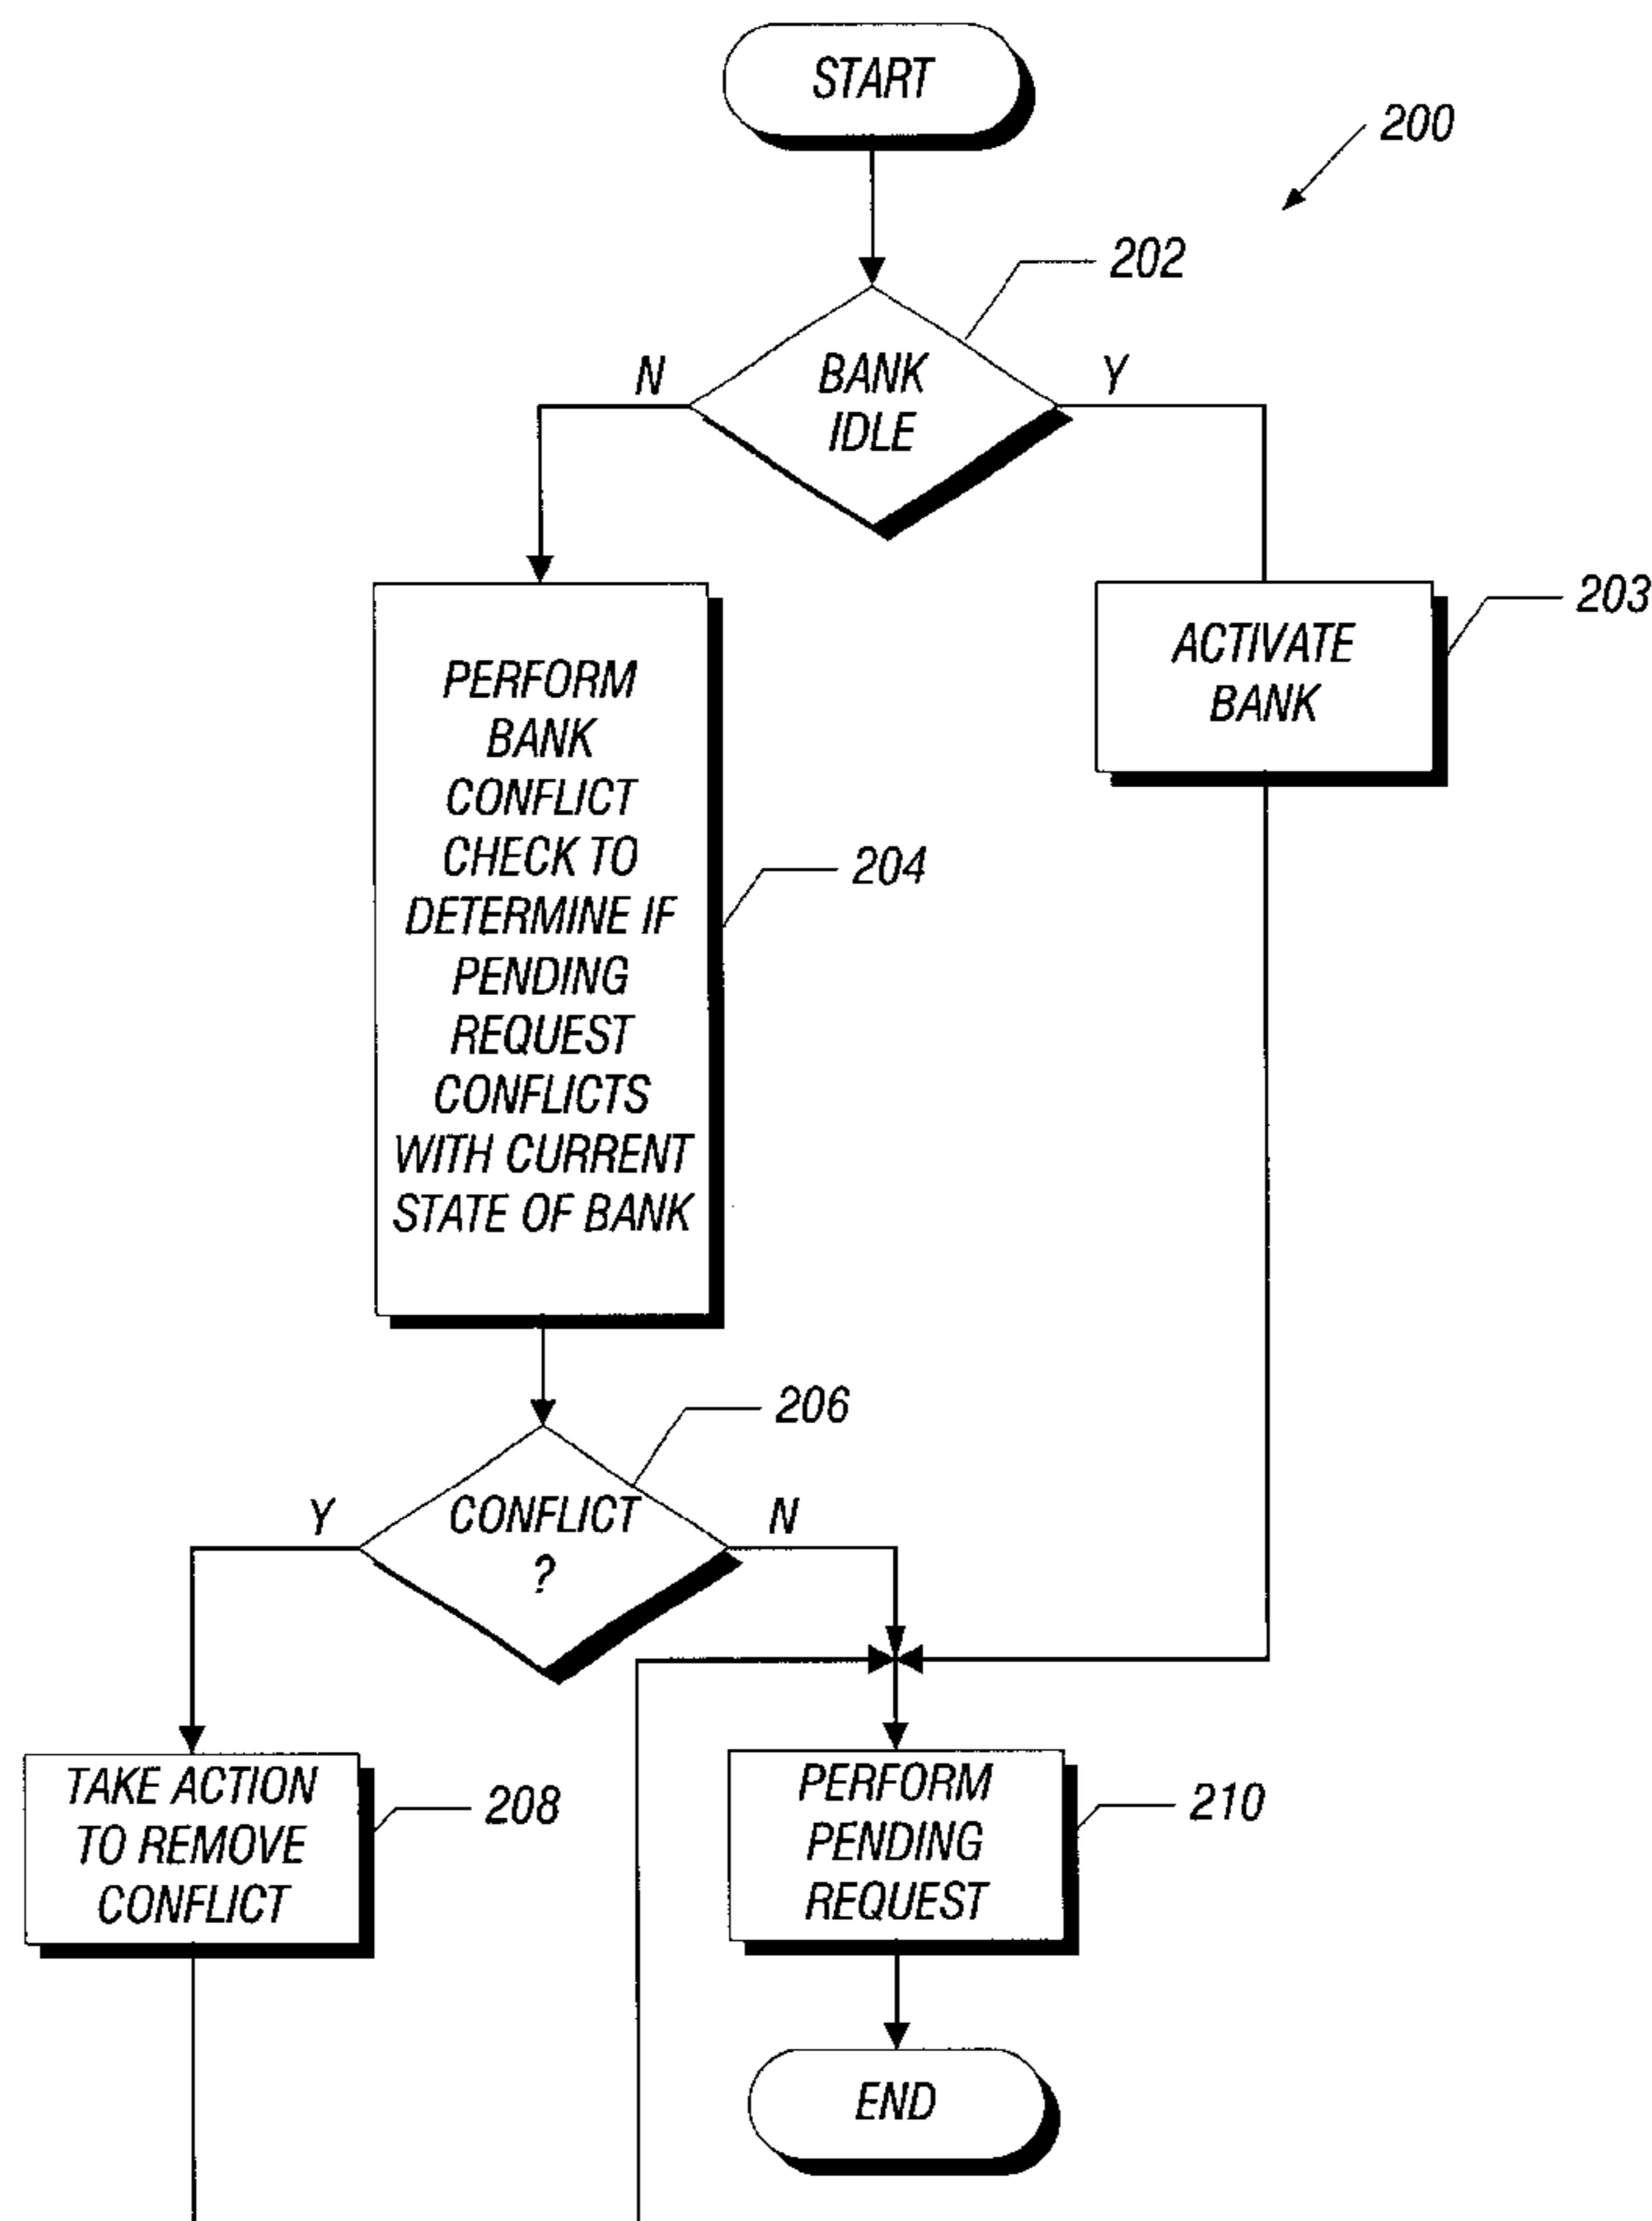 START
200
202
N
BANK
IDLE
Y
203
ACTIVATE
BANK
PERFORM
BANK
CONFLICT
CHECK TO
DETERMINE IF
PENDING
REQUEST
CONFLICTS
WITH CURRENT
STATE OF BANK
204
206
Y
CONFLICT
?
N
TAKE ACTION
TO REMOVE
CONFLICT
208
PERFORM
PENDING
REQUEST
210
END